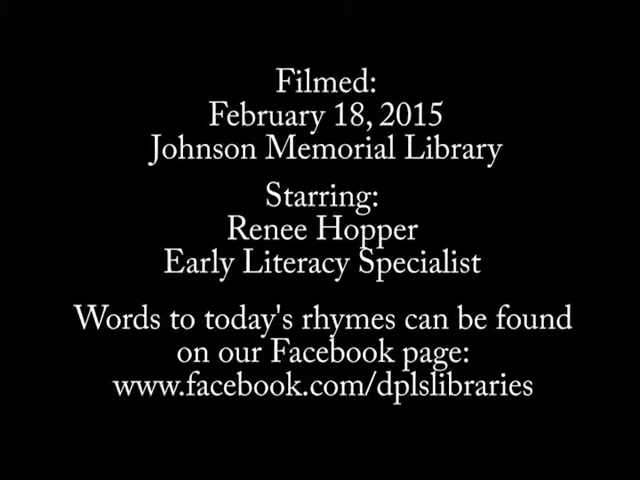 Filmed:
February 18, 2015
Johnson Memorial Library
Starring:
Renee Hopper
Early Literacy Specialist
Words to today's rhymes can be found
on our Facebook page:
www.facebook.com/dplslibraries